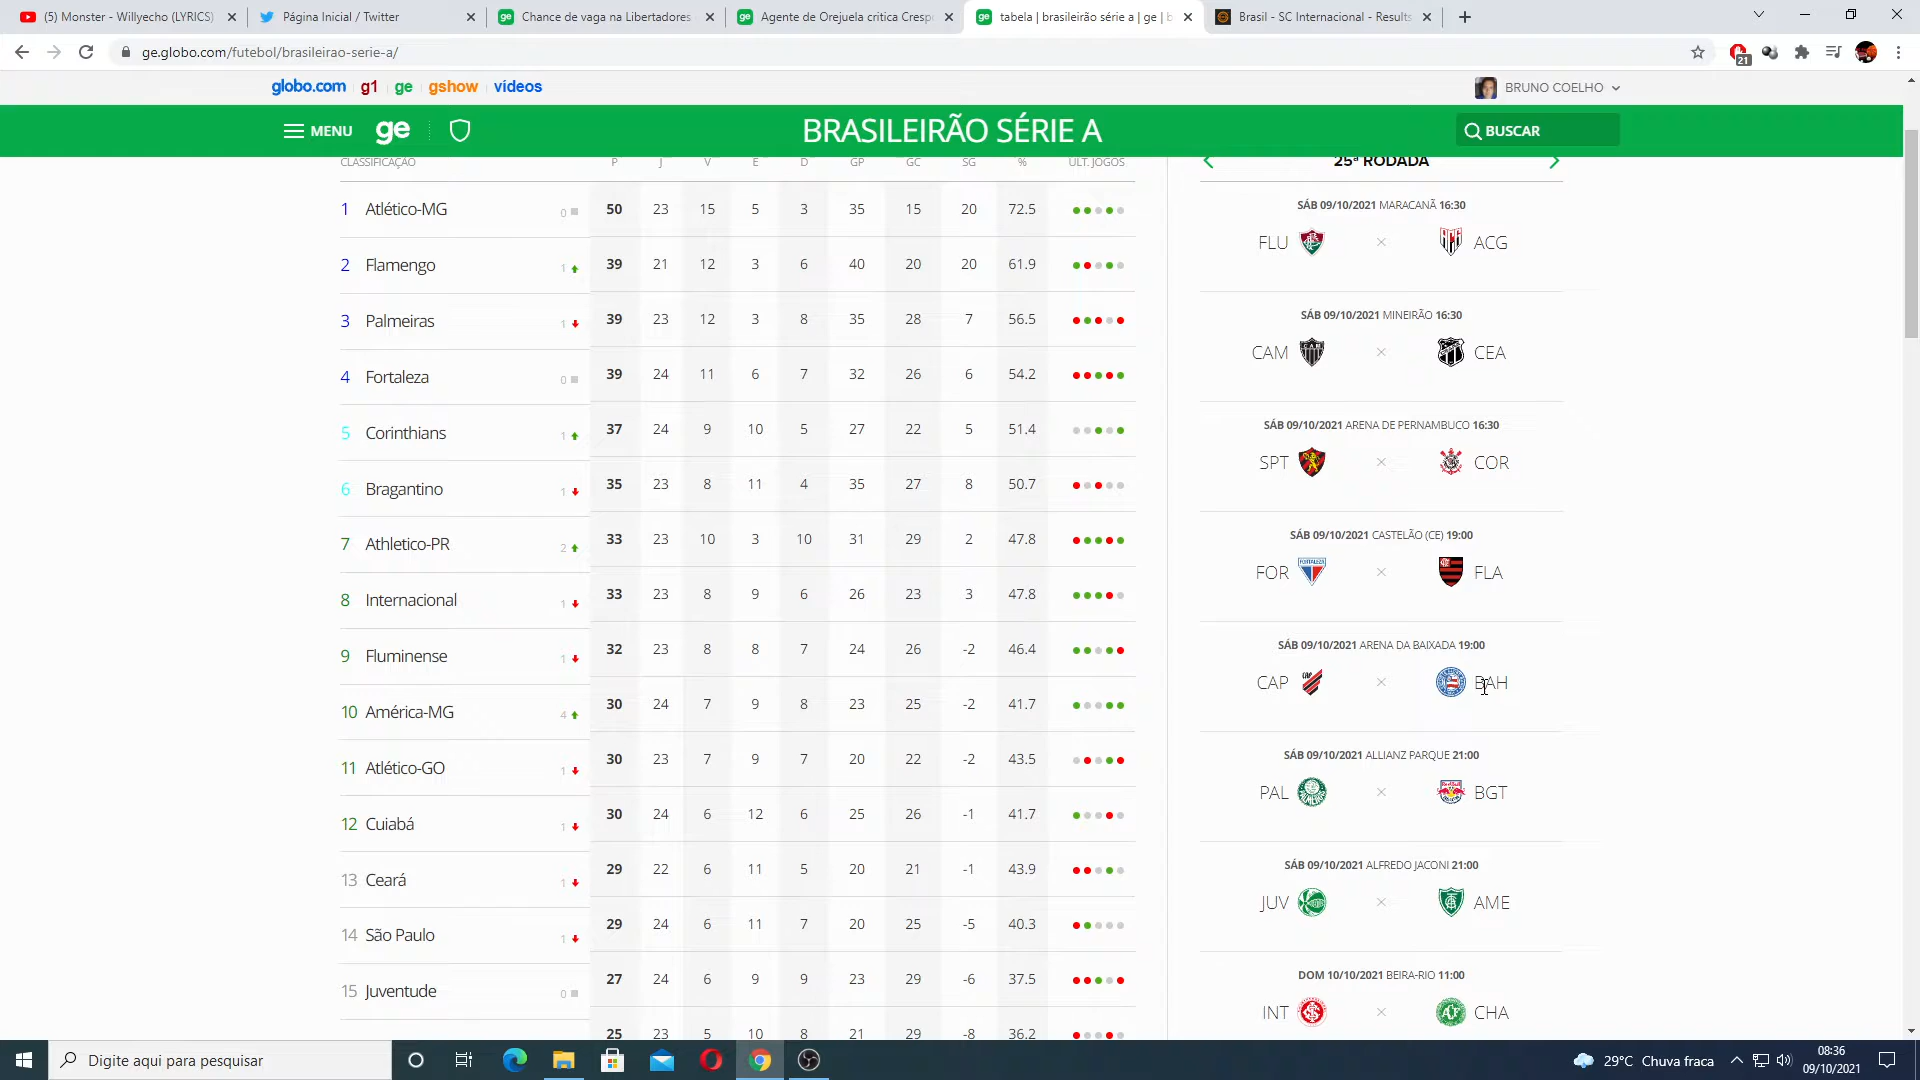 (5) Monster - Willyecho (LYRICS)
Página Inicial / Twitter
Chance de vaga na Libertadores
Agente de Orejuela critica Cresp
tabela | brasileirão série a | ge | b
Brasil - SC Internacional - Results
ge.globo.com/futebol/brasileirao-serie-a/
21
globo.com g1 ge gshow vídeos
BRUNO COELHO
MENU ge
BRASILEIRÃO SÉRIE A
BUSCAR
CLASSIFICAÇÃO P J V E D GP GC SG % ÚLT. JOGOS
1 Atlético-MG 0 50 23 15 5 3 35 15 20 72.5
2 Flamengo 1 39 21 12 3 6 40 20 20 61.9
3 Palmeiras 1 39 23 12 3 8 35 28 7 56.5
4 Fortaleza 0 39 24 11 6 7 32 26 6 54.2
5 Corinthians 1 37 24 9 10 5 27 22 5 51.4
6 Bragantino 1 35 23 8 11 4 35 27 8 50.7
7 Athletico-PR 2 33 23 10 3 10 31 29 2 47.8
8 Internacional 1 33 23 8 9 6 26 23 3 47.8
9 Fluminense 1 32 23 8 8 7 24 26 -2 46.4
10 América-MG 4 30 24 7 9 8 23 25 -2 41.7
11 Atlético-GO 1 30 23 7 9 7 20 22 -2 43.5
12 Cuiabá 1 30 24 6 12 6 25 26 -1 41.7
13 Ceará 1 29 22 6 11 5 20 21 -1 43.9
14 São Paulo 1 29 24 6 11 7 20 25 -5 40.3
15 Juventude 0 27 24 6 9 9 23 29 -6 37.5
25 23 5 10 8 21 29 -8 36.2
25ª RODADA
SÁB 09/10/2021 MARACANÃ 16:30
FLU × ACG
SÁB 09/10/2021 MINEIRÃO 16:30
CAM × CEA
SÁB 09/10/2021 ARENA DE PERNAMBUCO 16:30
SPT × COR
SÁB 09/10/2021 CASTELÃO (CE) 19:00
FOR × FLA
SÁB 09/10/2021 ARENA DA BAIXADA 19:00
CAP × BAH
SÁB 09/10/2021 ALLIANZ PARQUE 21:00
PAL × BGT
SÁB 09/10/2021 ALFREDO JACONI 21:00
JUV × AME
DOM 10/10/2021 BEIRA-RIO 11:00
INT × CHA
Digite aqui para pesquisar
29°C Chuva fraca
08:36
09/10/2021